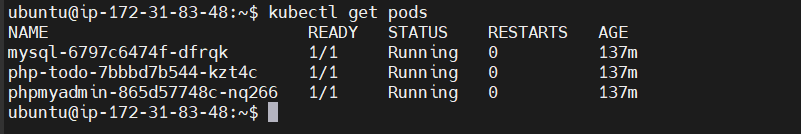 ubuntu@ip-172-31-83-48:~$ kubectl get pods
NAME READY STATUS RESTARTS AGE
mysql-6797c6474f-dfrqk 1/1 Running 0 137m
php-todo-7bbbd7b544-kzt4c 1/1 Running 0 137m
phpmyadmin-865d57748c-nq266 1/1 Running 0 137m
ubuntu@ip-172-31-83-48:~$